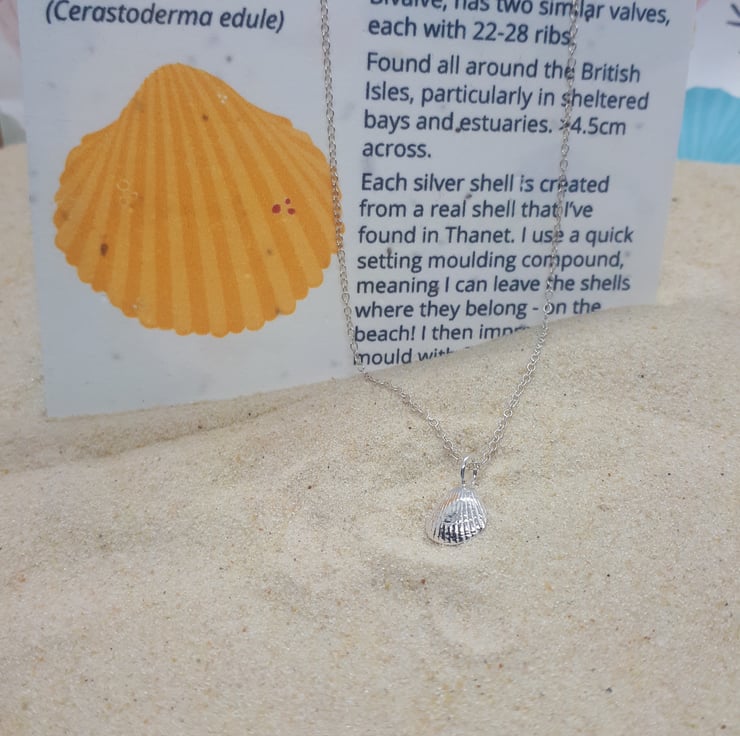 (Cerastoderma edule)
Bivalve, has two similar valves,
each with 22-28 ribs.
Found all around the British
Isles, particularly in sheltered
bays and estuaries. >4.5cm
across.
Each silver shell is created
from a real shell that I've
found in Thanet. I use a quick
setting moulding compound,
meaning I can leave the shells
where they belong - on the
beach! I then
mould with